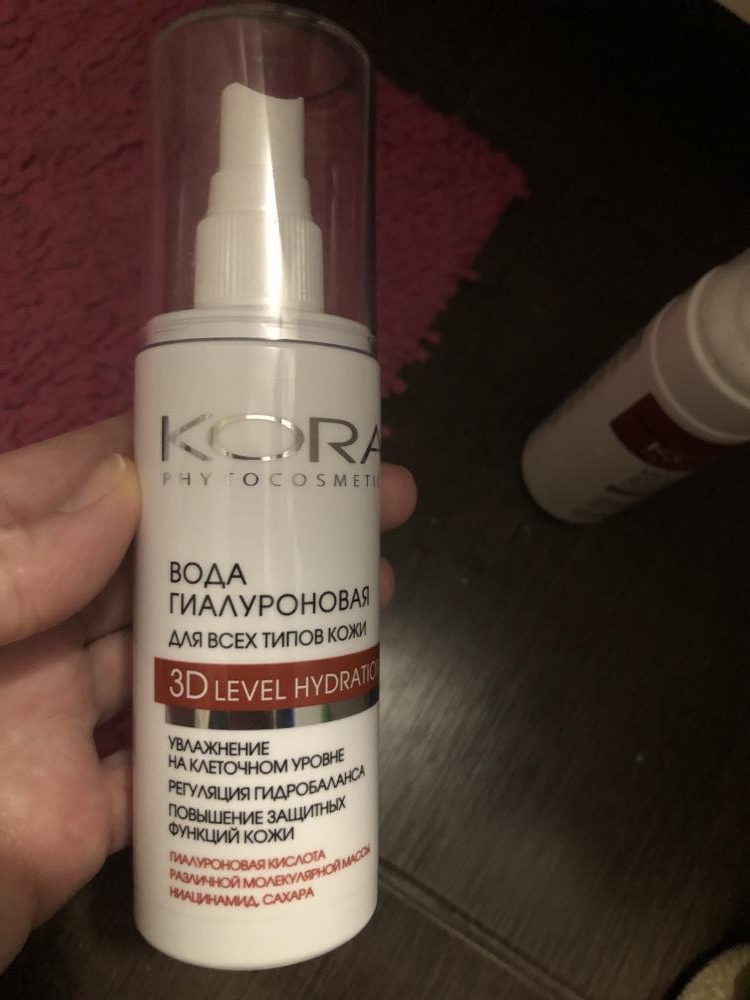 KORA
PHYTOCOSMETIC
ВОДА
ГИАЛУРОНОВАЯ
ДЛЯ ВСЕХ ТИПОВ КОЖИ
3D LEVEL HYDRATIO
УВЛАЖНЕНИЕ
НА КЛЕТОЧНОМ УРОВНЕ
РЕГУЛЯЦИЯ ГИДРОБАЛАНСА
ПОВЫШЕНИЕ ЗАЩИТНЫХ
ФУНКЦИЙ КОЖИ
ГИАЛУРОНОВАЯ КИСЛОТА
РАЗЛИЧНОЙ МОЛЕКУЛЯРНОЙ МАССЫ
НИАЦИНАМИД, САХАРА